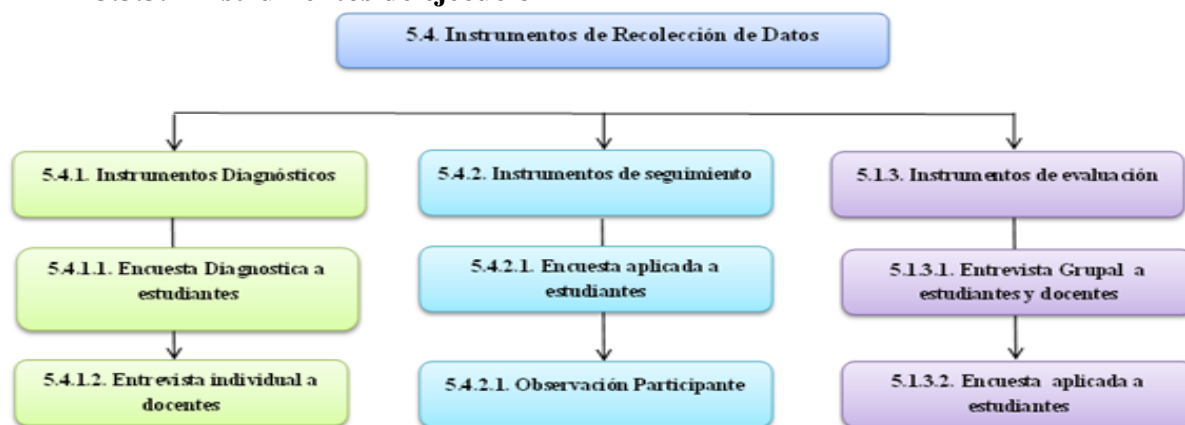 5.4. Instrumentos de Recolección de Datos
5.4.1. Instrumentos Diagnósticos
5.4.2. Instrumentos de seguimiento
5.1.3. Instrumentos de evaluación
5.4.1.1. Encuesta Diagnostica a
estudiantes
5.4.2.1. Encuesta aplicada a
estudiantes
5.1.3.1. Entrevista Grupal a
estudiantes y docentes
5.4.1.2. Entrevista individual a
docentes
5.4.2.1. Observación Participante
5.1.3.2. Encuesta aplicada a
estudiantes